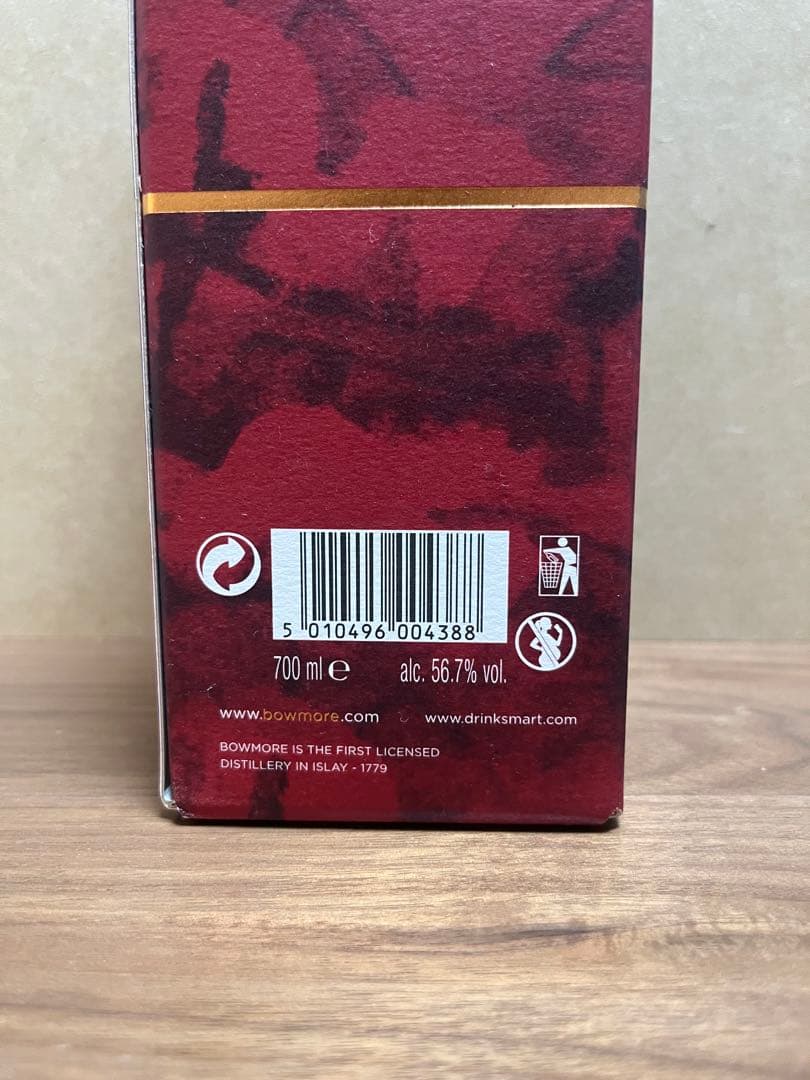 5 010496 004388
700 ml e alc. 56.7% vol.
www.bowmore.com www.drinksmart.com
BOWMORE IS THE FIRST LICENSED
DISTILLERY IN ISLAY - 1779